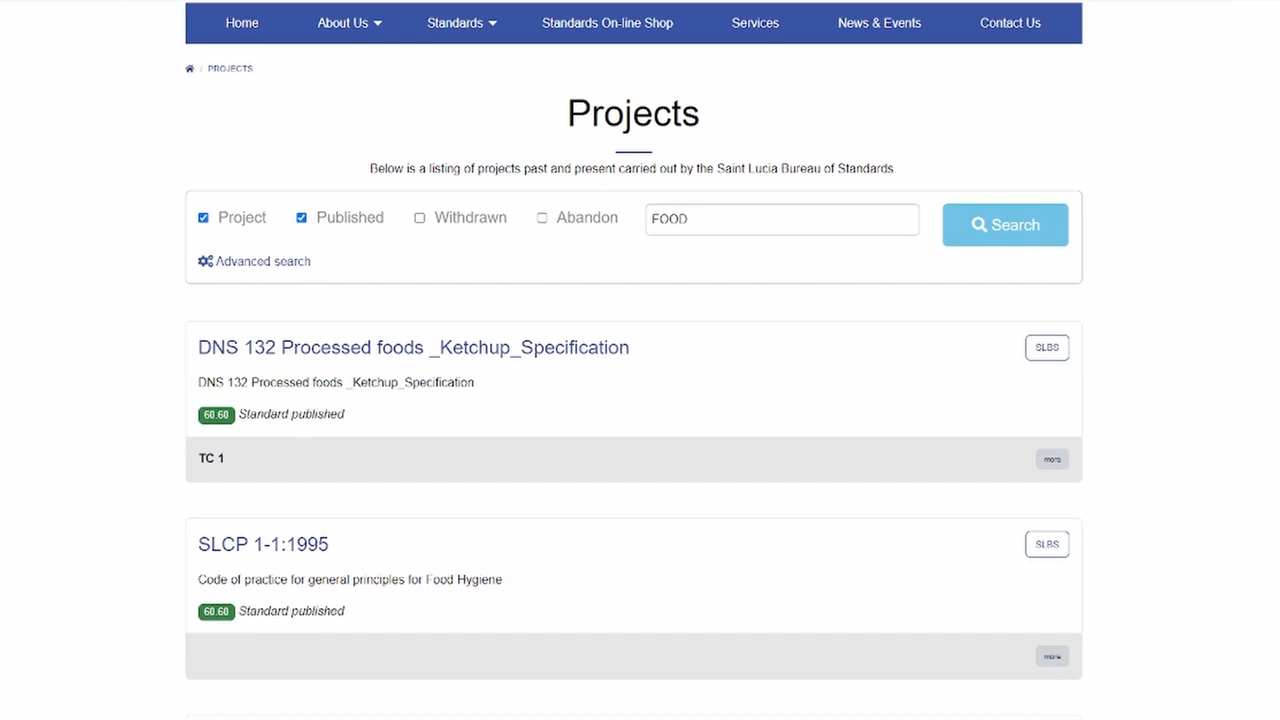 Home About Us Standards Standards On-line Shop Services News & Events Contact Us
/ PROJECTS
Projects
Below is a listing of projects past and present carried out by the Saint Lucia Bureau of Standards
Project Published Withdrawn Abandon FOOD Search
Advanced search
DNS 132 Processed foods _Ketchup_Specification SLBS
DNS 132 Processed foods _Ketchup_Specification
60.60 Standard published
TC 1 more
SLCP 1-1:1995 SLBS
Code of practice for general principles for Food Hygiene
60.60 Standard published
more